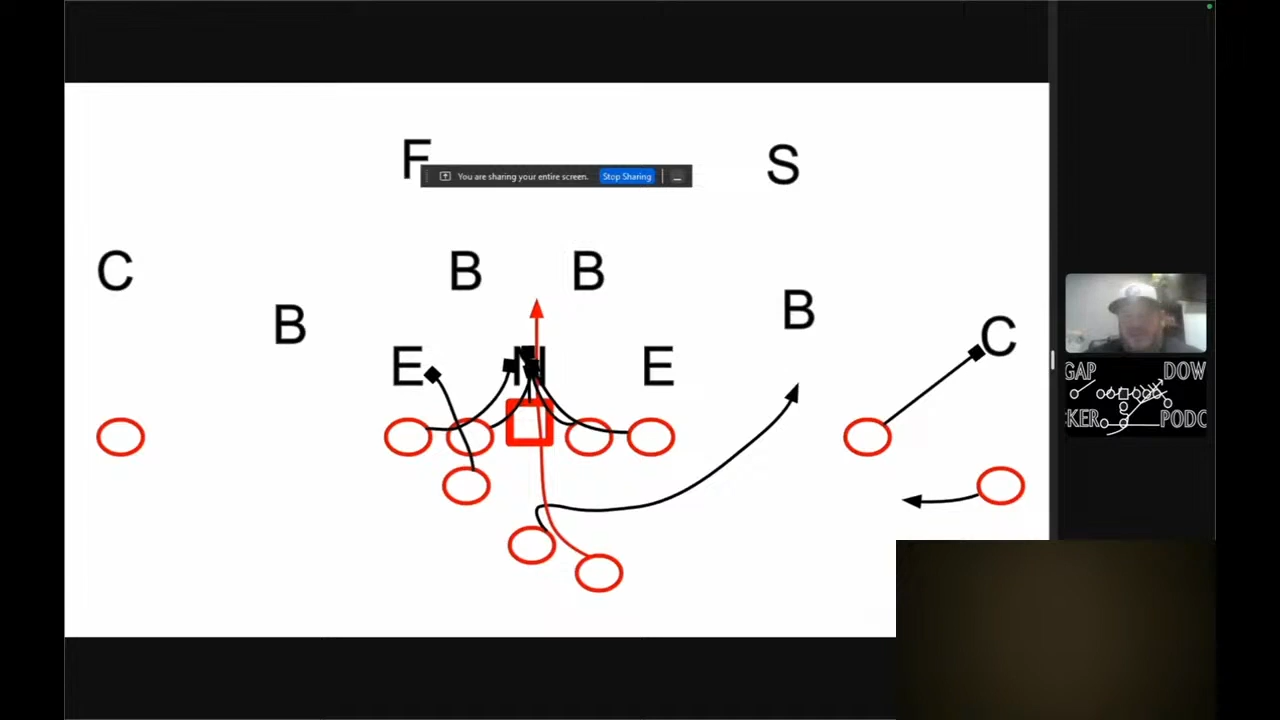 F
S
You are sharing your entire screen.
Stop Sharing
C
B
B
B
B
C
E
N
E
GAP
DOW
KER
PODC